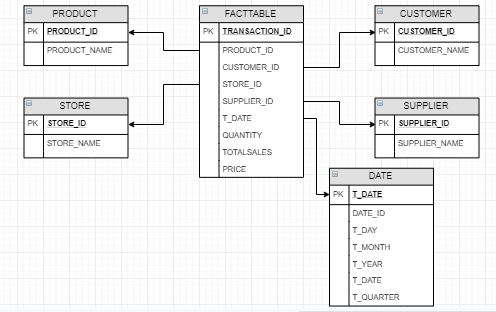 PRODUCT
PK PRODUCT_ID
PRODUCT_NAME
FACTTABLE
PK TRANSACTION_ID
PRODUCT_ID
CUSTOMER_ID
STORE_ID
SUPPLIER_ID
T_DATE
QUANTITY
TOTALSALES
PRICE
CUSTOMER
PK CUSTOMER_ID
CUSTOMER_NAME
STORE
PK STORE_ID
STORE_NAME
SUPPLIER
PK SUPPLIER_ID
SUPPLIER_NAME
DATE
PK T_DATE
DATE_ID
T_DAY
T_MONTH
T_YEAR
T_DATE
T_QUARTER